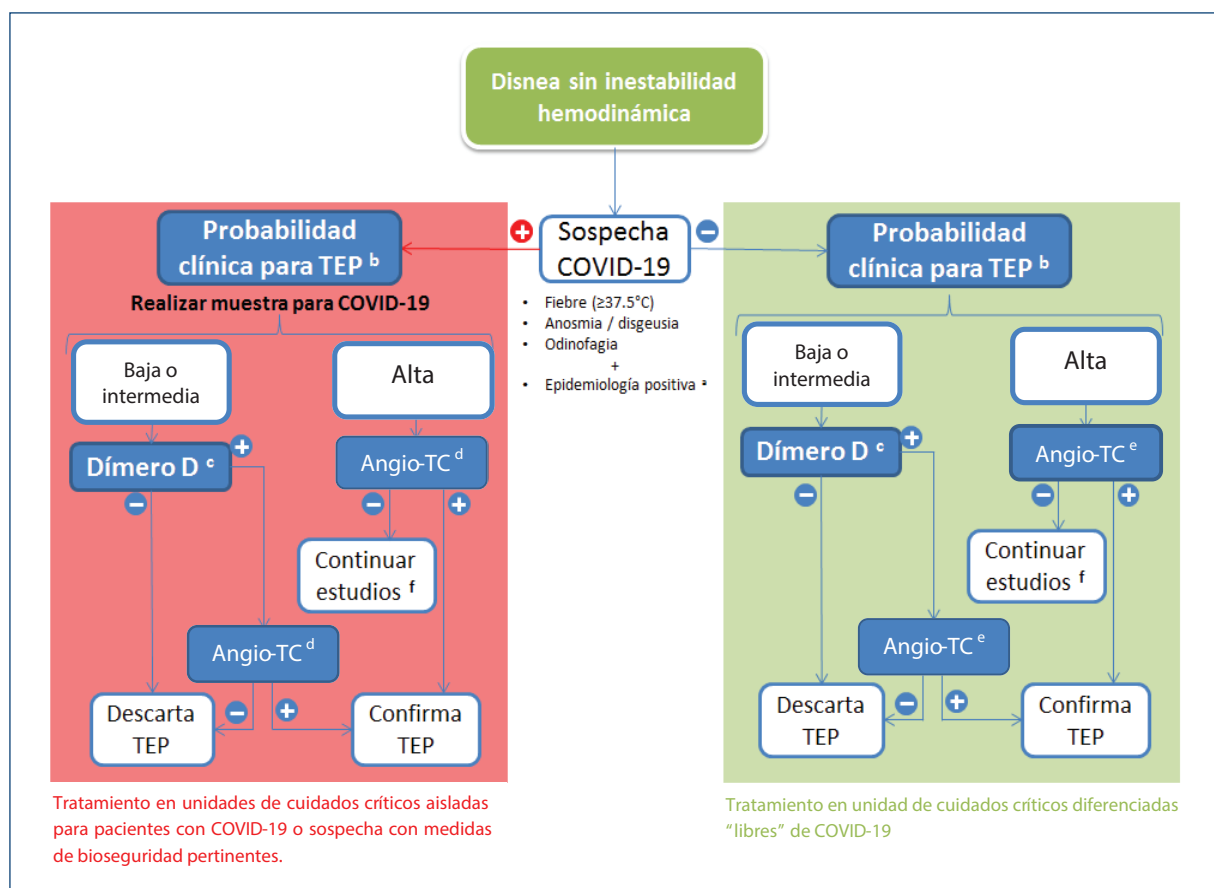 Disnea sin inestabilidad
hemodinámica
Probabilidad
clínica para TEP b
Realizar muestra para COVID-19
Baja o
intermedia
Alta
Dímero D c
+
−
Angio-TC d
−
+
Continuar
estudios f
Angio-TC d
−
+
Descarta
TEP
Confirma
TEP
+
Sospecha
COVID-19
−
• Fiebre (≥37.5°C)
• Anosmia / disgeusia
• Odinofagia
+
• Epidemiología positiva a
Probabilidad
clínica para TEP b
Baja o
intermedia
Alta
Dímero D c
+
−
Angio-TC e
−
+
Continuar
estudios f
Angio-TC e
−
+
Descarta
TEP
Confirma
TEP
Tratamiento en unidades de cuidados críticos aisladas
para pacientes con COVID-19 o sospecha con medidas
de bioseguridad pertinentes.
Tratamiento en unidad de cuidados críticos diferenciadas
“libres” de COVID-19